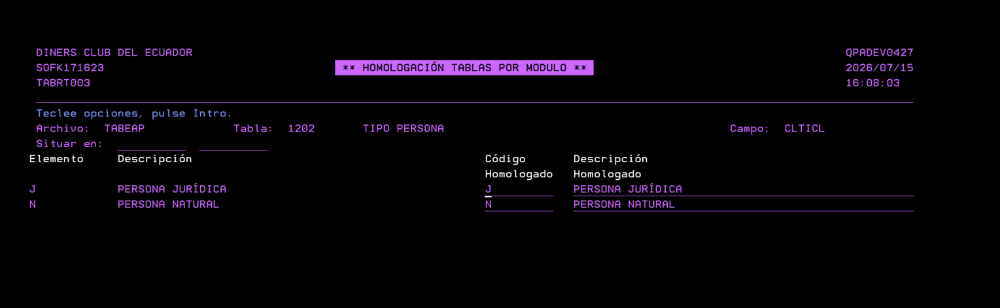 DINERS CLUB DEL ECUADOR QPADEV0427
SOFK171623 ** HOMOLOGACIÓN TABLAS POR MODULO ** 2026/07/15
TABRT003 16:08:03
Teclee opciones, pulse Intro.
Archivo: TABEAP Tabla: 1202 TIPO PERSONA Campo: CLTICL
Situar en:
Elemento Descripción Código Descripción
Homologado Homologado
J PERSONA JURÍDICA J PERSONA JURÍDICA
N PERSONA NATURAL N PERSONA NATURAL